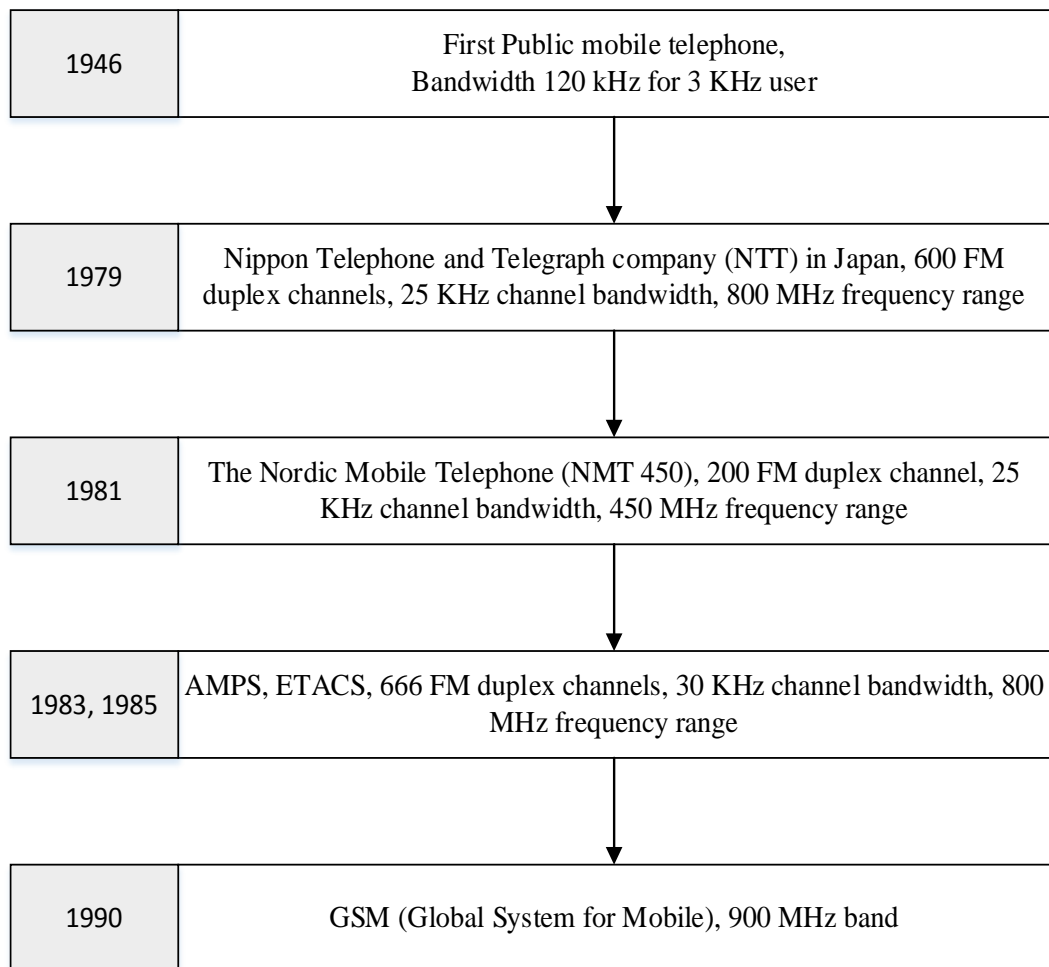 1946
First Public mobile telephone,
Bandwidth 120 kHz for 3 KHz user
1979
Nippon Telephone and Telegraph company (NTT) in Japan, 600 FM
duplex channels, 25 KHz channel bandwidth, 800 MHz frequency range
1981
The Nordic Mobile Telephone (NMT 450), 200 FM duplex channel, 25
KHz channel bandwidth, 450 MHz frequency range
1983, 1985
AMPS, ETACS, 666 FM duplex channels, 30 KHz channel bandwidth, 800
MHz frequency range
1990
GSM (Global System for Mobile), 900 MHz band